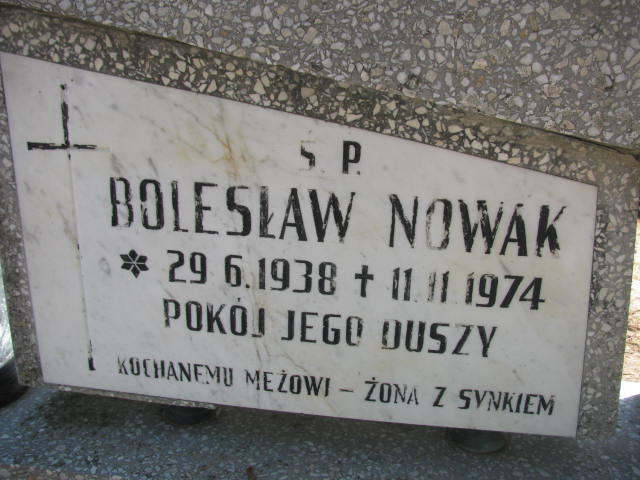 Ś. P.
BOLESŁAW NOWAK
* 29 6.1938 † 11.11 1974
POKÓJ JEGO DUSZY
KOCHANEMU MĘŻOWI – ŻONA Z SYNKIEM